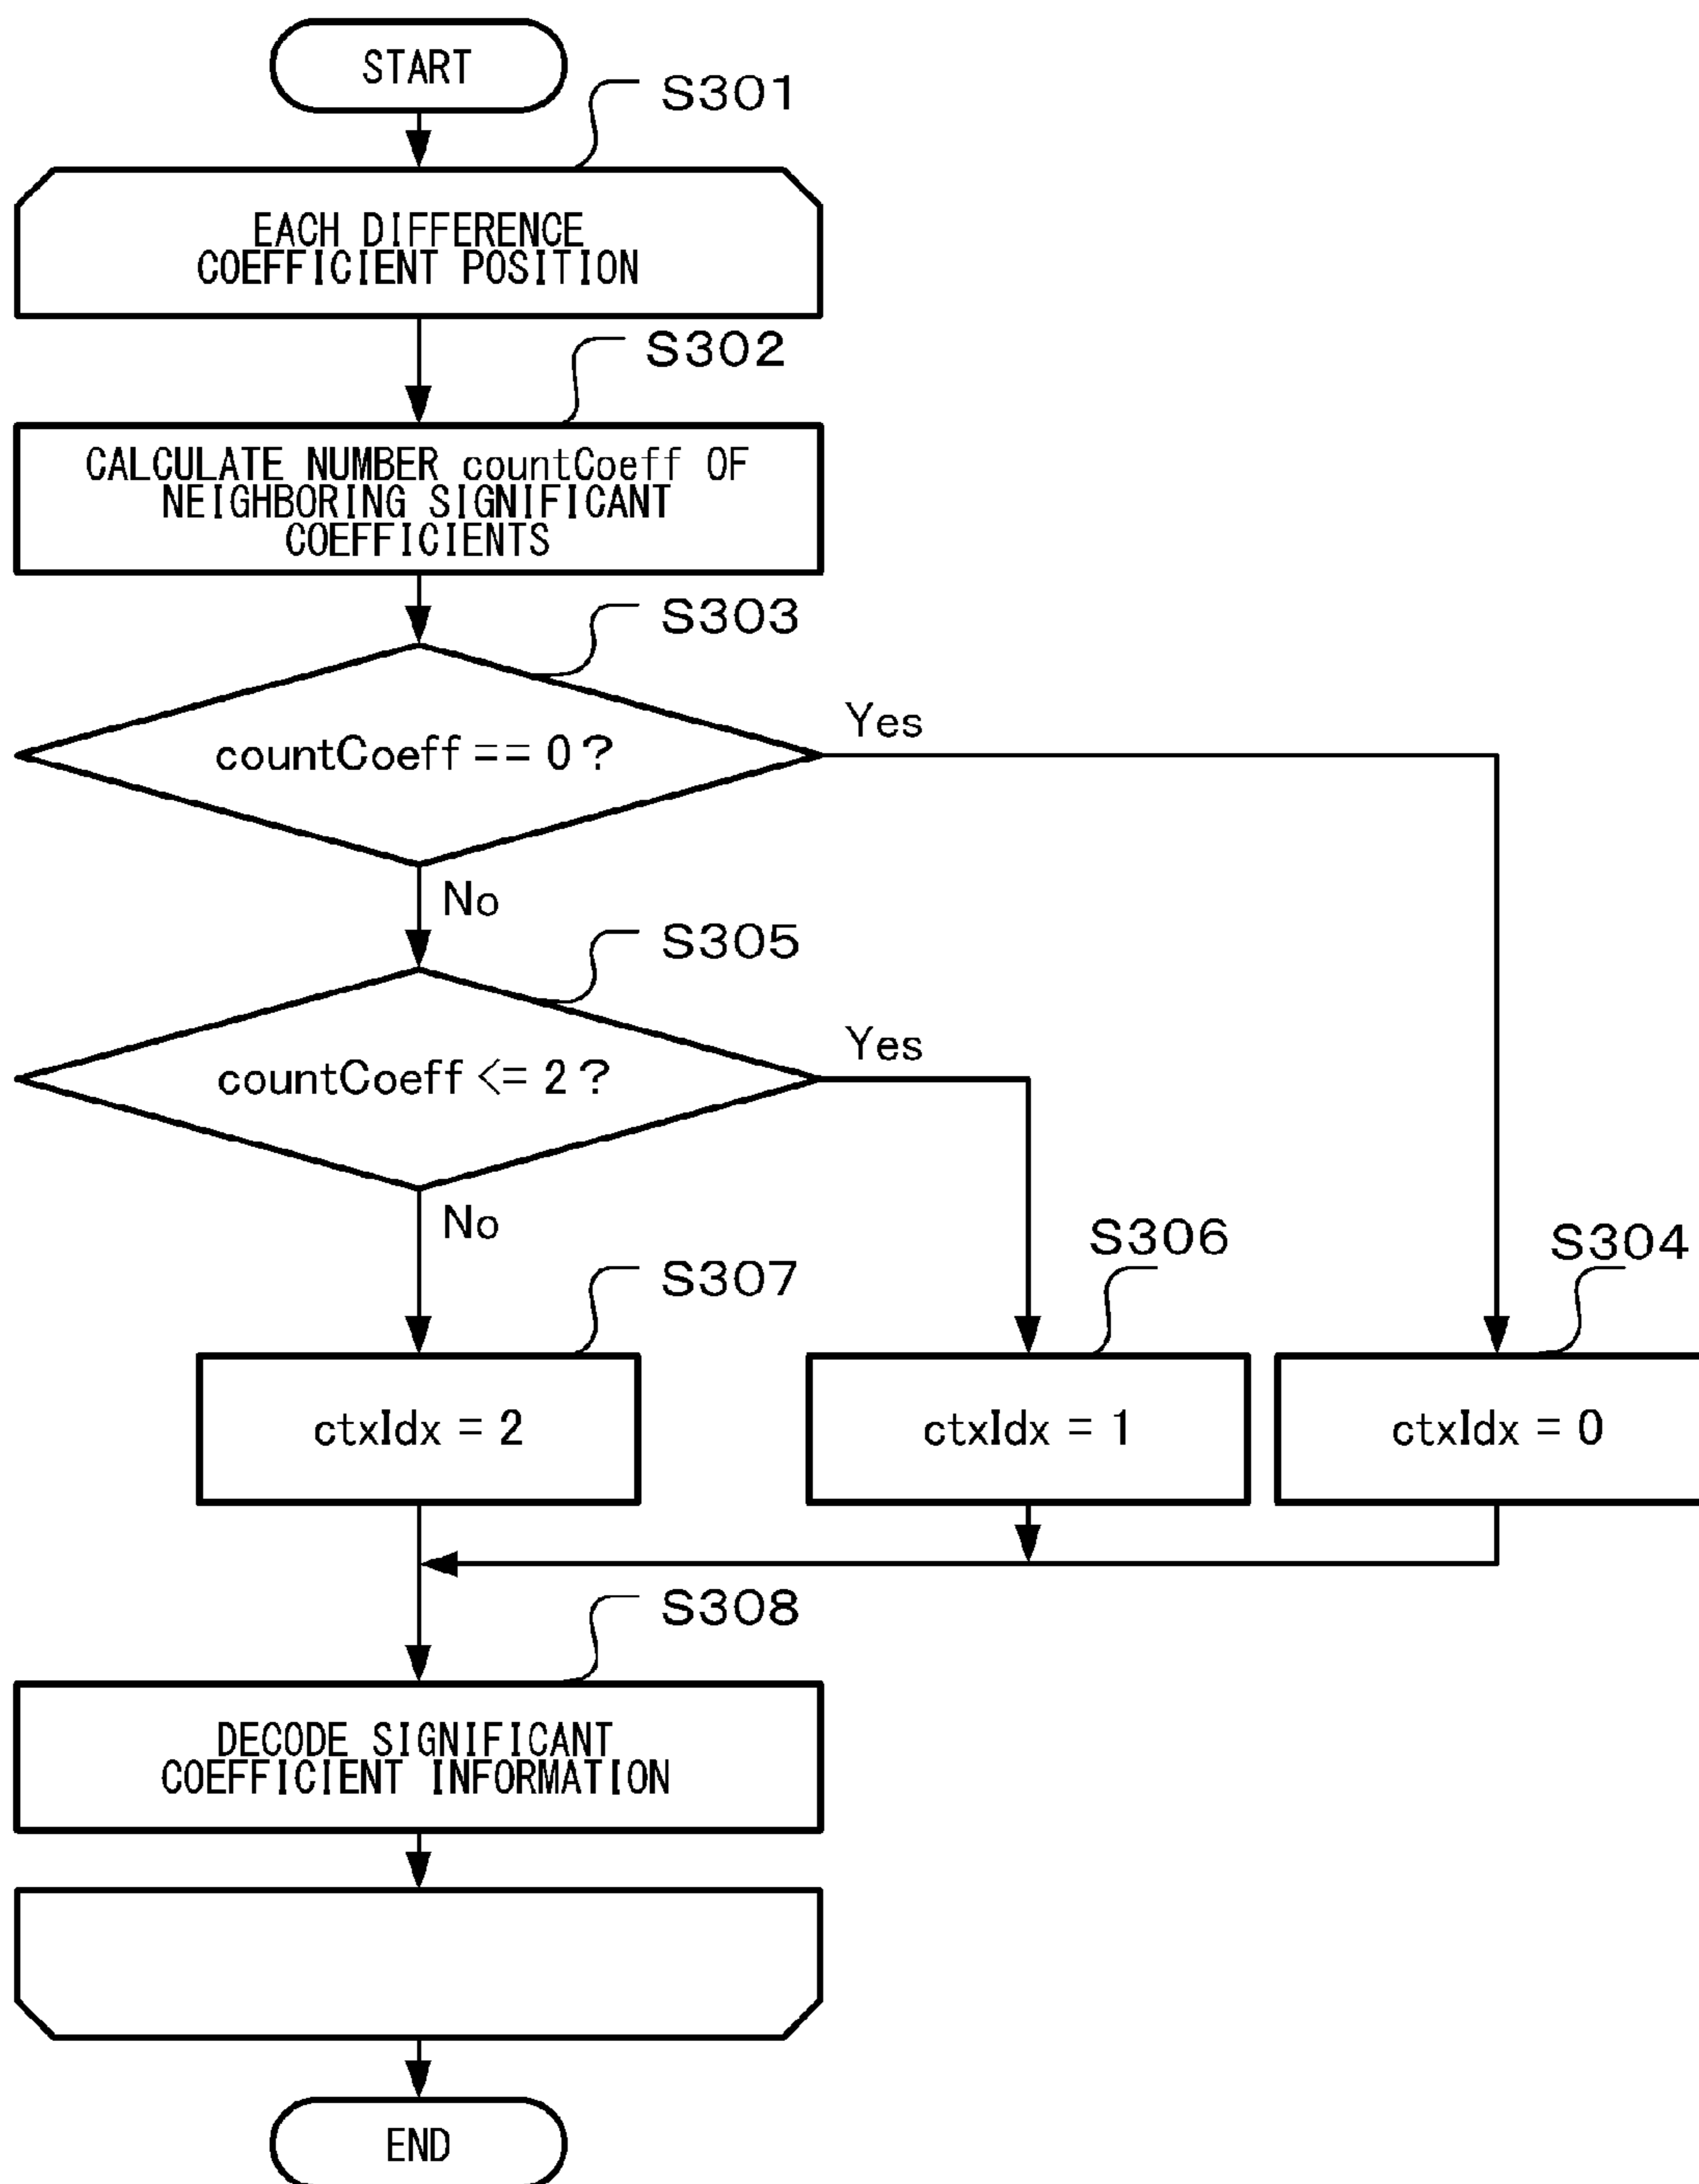 START
S301
EACH DIFFERENCE
COEFFICIENT POSITION
S302
CALCULATE NUMBER countCoeff OF
NEIGHBORING SIGNIFICANT
COEFFICIENTS
S303
countCoeff == 0 ?
Yes
No
S305
countCoeff <= 2 ?
Yes
No
S307
S306
S304
ctxIdx = 2
ctxIdx = 1
ctxIdx = 0
S308
DECODE SIGNIFICANT
COEFFICIENT INFORMATION
END